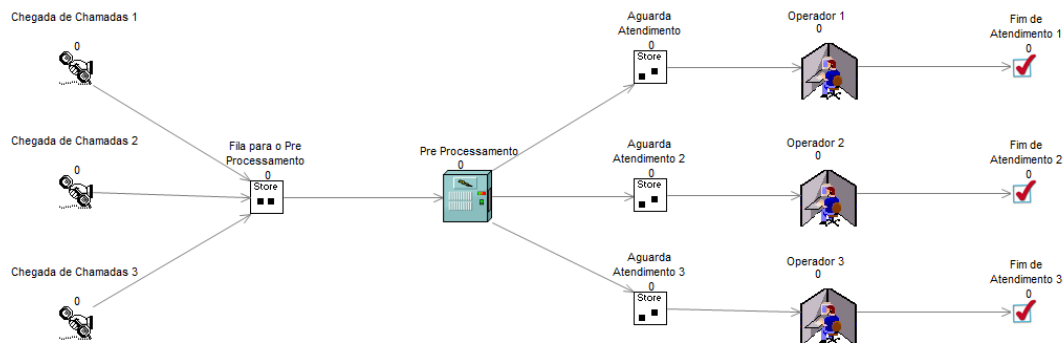 Chegada de Chamadas 1
0
Aguarda
Atendimento
0
Store
Operador 1
0
Fim de
Atendimento 1
0
Chegada de Chamadas 2
0
Fila para o Pre
Processamento
0
Store
Pre Processamento
0
Aguarda
Atendimento 2
0
Store
Operador 2
0
Fim de
Atendimento 2
0
Chegada de Chamadas 3
0
Aguarda
Atendimento 3
0
Store
Operador 3
0
Fim de
Atendimento 3
0